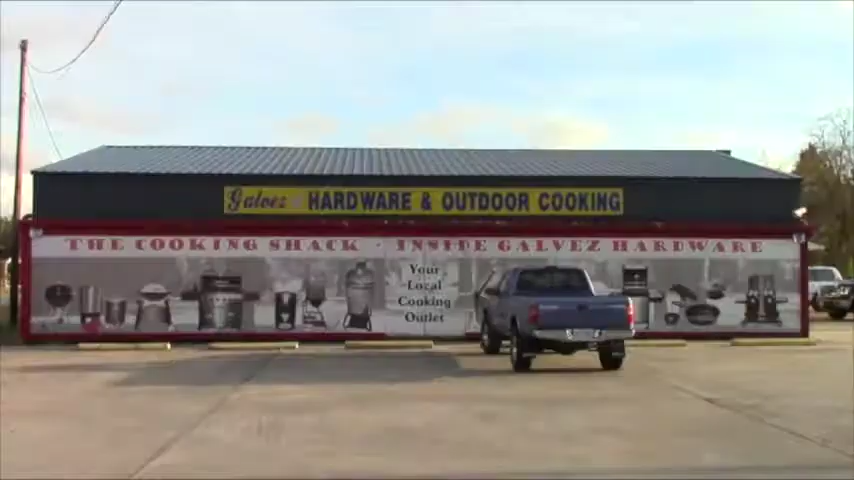 Galvez HARDWARE & OUTDOOR COOKING
THE COOKING SHACK · INSIDE GALVEZ HARDWARE
Your
Local
Cooking
Outlet